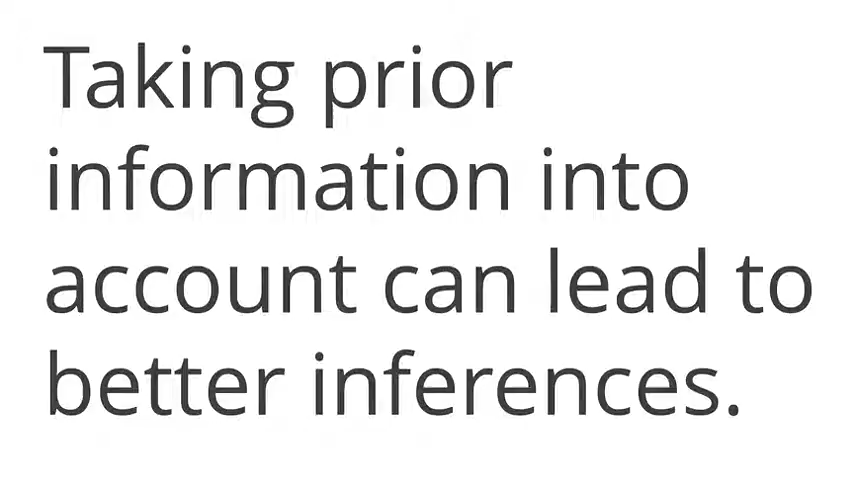 Taking prior
information into
account can lead to
better inferences.